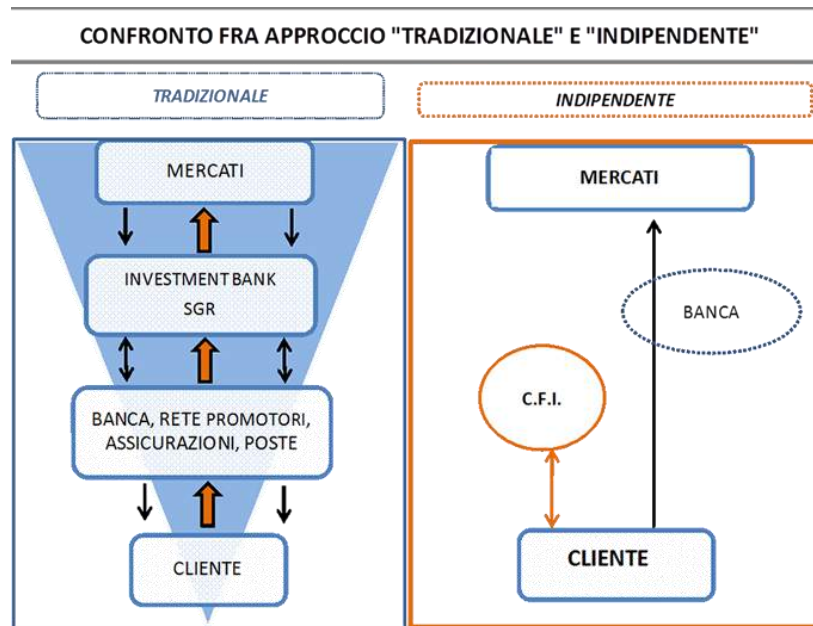 CONFRONTO FRA APPROCCIO "TRADIZIONALE" E "INDIPENDENTE"
TRADIZIONALE
MERCATI
INVESTMENT BANK
SGR
BANCA, RETE PROMOTORI,
ASSICURAZIONI, POSTE
CLIENTE
INDIPENDENTE
MERCATI
BANCA
C.F.I.
CLIENTE